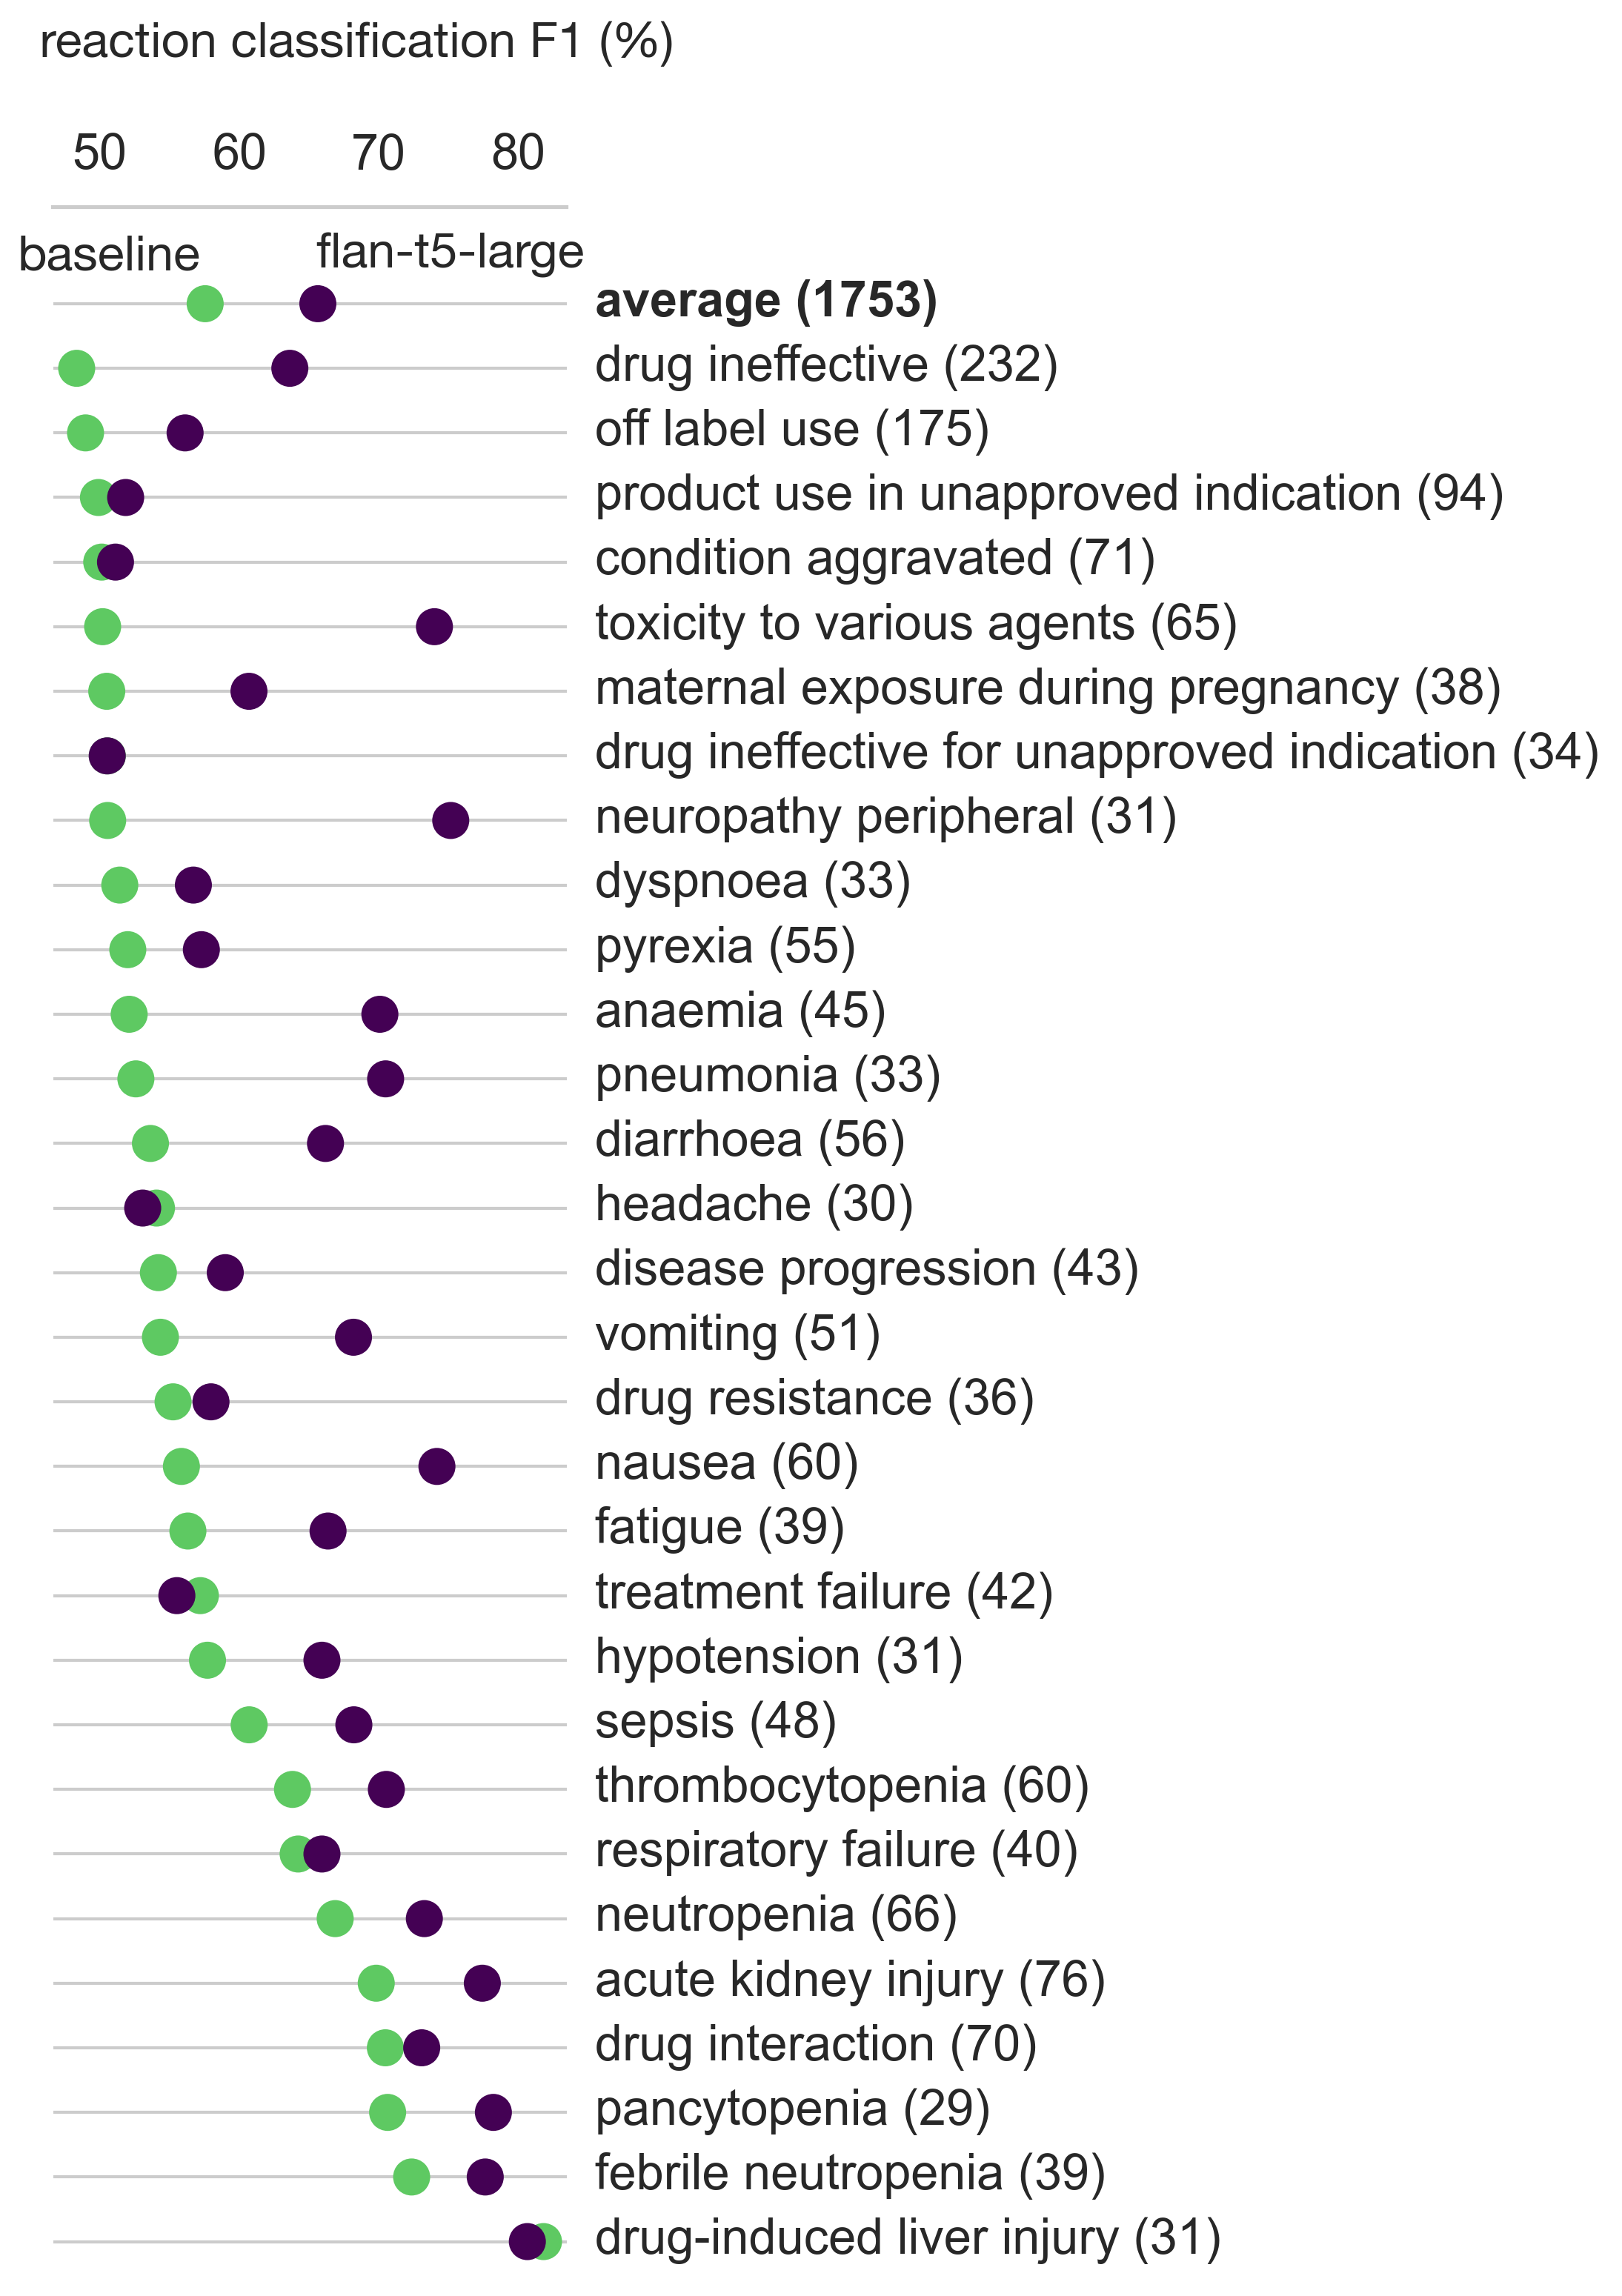 reaction classification F1 (%)
50 60 70 80
baseline flan-t5-large
average (1753)
drug ineffective (232)
off label use (175)
product use in unapproved indication (94)
condition aggravated (71)
toxicity to various agents (65)
maternal exposure during pregnancy (38)
drug ineffective for unapproved indication (34)
neuropathy peripheral (31)
dyspnoea (33)
pyrexia (55)
anaemia (45)
pneumonia (33)
diarrhoea (56)
headache (30)
disease progression (43)
vomiting (51)
drug resistance (36)
nausea (60)
fatigue (39)
treatment failure (42)
hypotension (31)
sepsis (48)
thrombocytopenia (60)
respiratory failure (40)
neutropenia (66)
acute kidney injury (76)
drug interaction (70)
pancytopenia (29)
febrile neutropenia (39)
drug-induced liver injury (31)